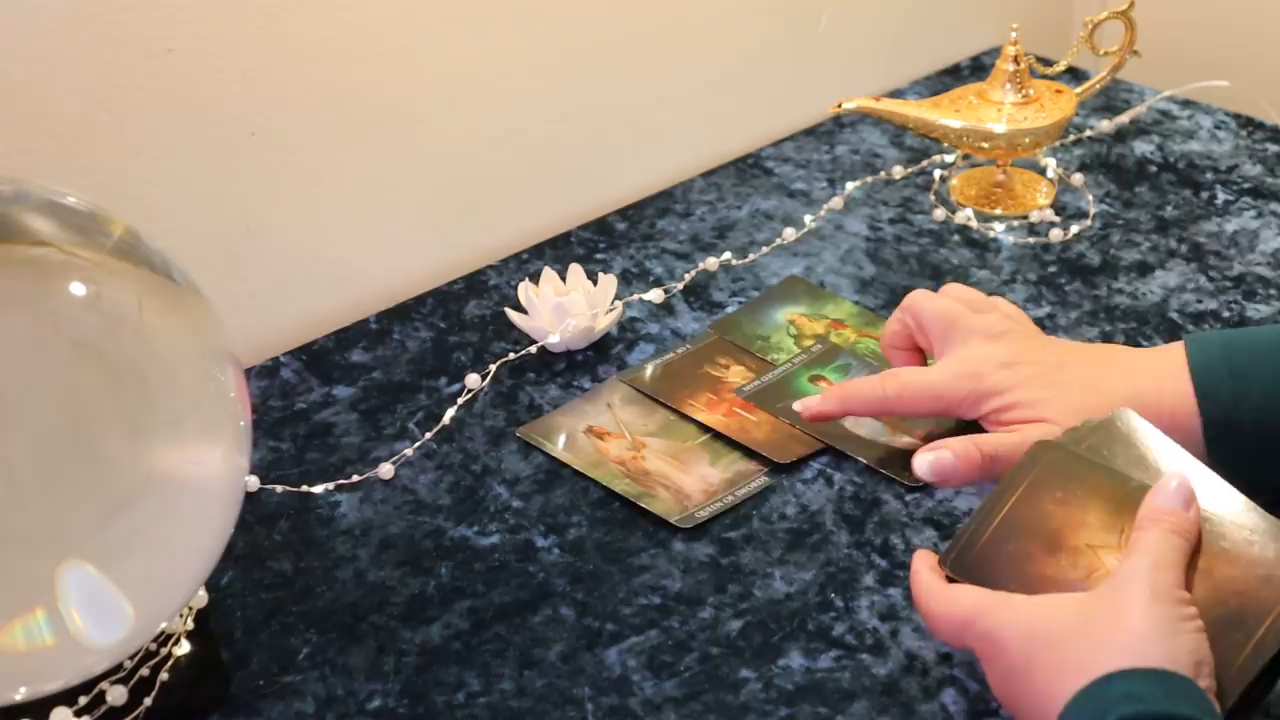 QUEEN OF SWORDS
XII · THE HANGED MAN